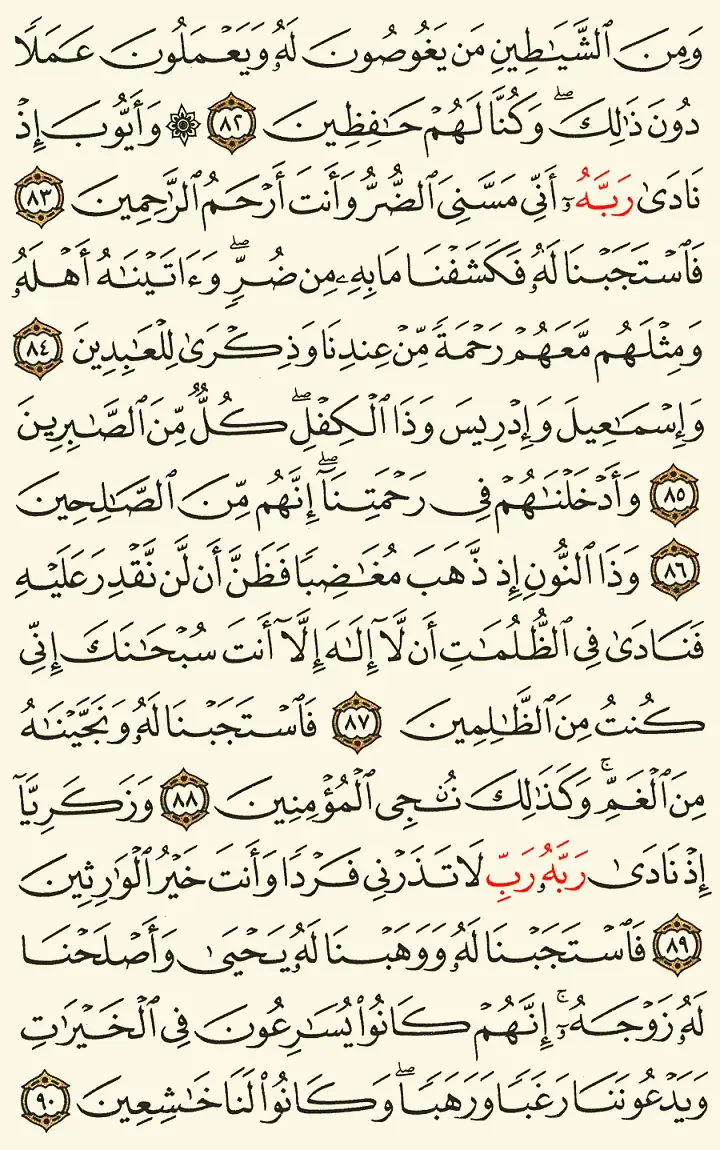 وَمِنَ ٱلشَّيَٰطِينِ مَن يَغُوصُونَ لَهُۥ وَيَعْمَلُونَ عَمَلًا
دُونَ ذَٰلِكَ ۖ وَكُنَّا لَهُمْ حَٰفِظِينَ ٨٢ ۞ وَأَيُّوبَ إِذْ
نَادَىٰ رَبَّهُۥٓ أَنِّى مَسَّنِىَ ٱلضُّرُّ وَأَنتَ أَرْحَمُ ٱلرَّٰحِمِينَ ٨٣
فَٱسْتَجَبْنَا لَهُۥ فَكَشَفْنَا مَا بِهِۦ مِن ضُرٍّ ۖ وَءَاتَيْنَٰهُ أَهْلَهُۥ
وَمِثْلَهُم مَّعَهُمْ رَحْمَةً مِّنْ عِندِنَا وَذِكْرَىٰ لِلْعَٰبِدِينَ ٨٤
وَإِسْمَٰعِيلَ وَإِدْرِيسَ وَذَا ٱلْكِفْلِ ۖ كُلٌّ مِّنَ ٱلصَّٰبِرِينَ
٨٥ وَأَدْخَلْنَٰهُمْ فِى رَحْمَتِنَآ ۖ إِنَّهُم مِّنَ ٱلصَّٰلِحِينَ
٨٦ وَذَا ٱلنُّونِ إِذ ذَّهَبَ مُغَٰضِبًا فَظَنَّ أَن لَّن نَّقْدِرَ عَلَيْهِ
فَنَادَىٰ فِى ٱلظُّلُمَٰتِ أَن لَّآ إِلَٰهَ إِلَّآ أَنتَ سُبْحَٰنَكَ إِنِّى
كُنتُ مِنَ ٱلظَّٰلِمِينَ ٨٧ فَٱسْتَجَبْنَا لَهُۥ وَنَجَّيْنَٰهُ
مِنَ ٱلْغَمِّ ۚ وَكَذَٰلِكَ نُۨجِى ٱلْمُؤْمِنِينَ ٨٨ وَزَكَرِيَّآ
إِذْ نَادَىٰ رَبَّهُۥ رَبِّ لَا تَذَرْنِى فَرْدًا وَأَنتَ خَيْرُ ٱلْوَٰرِثِينَ
٨٩ فَٱسْتَجَبْنَا لَهُۥ وَوَهَبْنَا لَهُۥ يَحْيَىٰ وَأَصْلَحْنَا
لَهُۥ زَوْجَهُۥٓ ۚ إِنَّهُمْ كَانُوا۟ يُسَٰرِعُونَ فِى ٱلْخَيْرَٰتِ
وَيَدْعُونَنَا رَغَبًا وَرَهَبًا ۖ وَكَانُوا۟ لَنَا خَٰشِعِينَ ٩٠